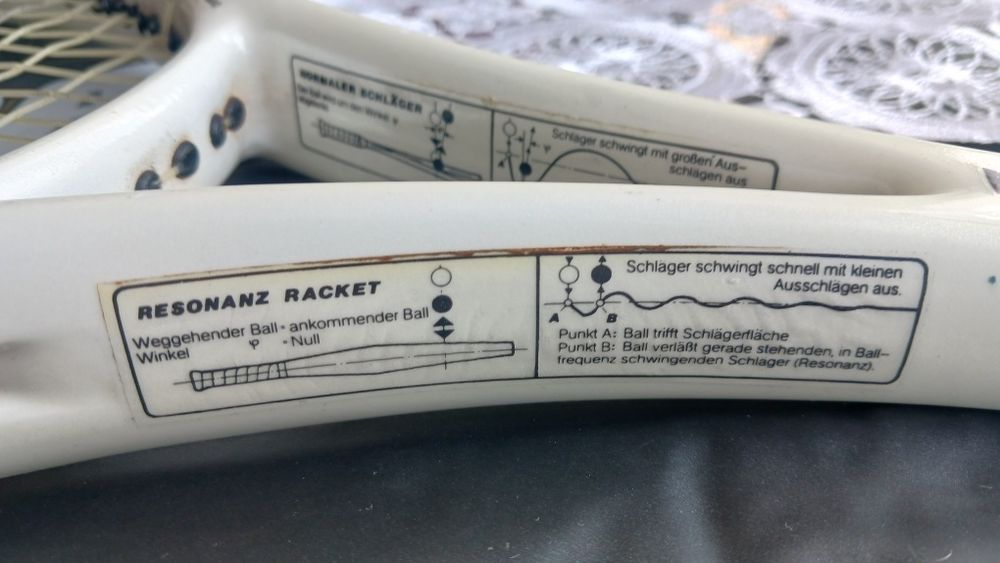 NORMALER SCHLÄGER
Schläger schwingt mit großen Aus-
schlägen aus
RESONANZ RACKET
Weggehender Ball - ankommender Ball
Winkel φ - Null
Schläger schwingt schnell mit kleinen
Ausschlägen aus.
A B
Punkt A: Ball trifft Schlägerfläche
Punkt B: Ball verläßt gerade stehenden, in Ball-
frequenz schwingenden Schlager (Resonanz).